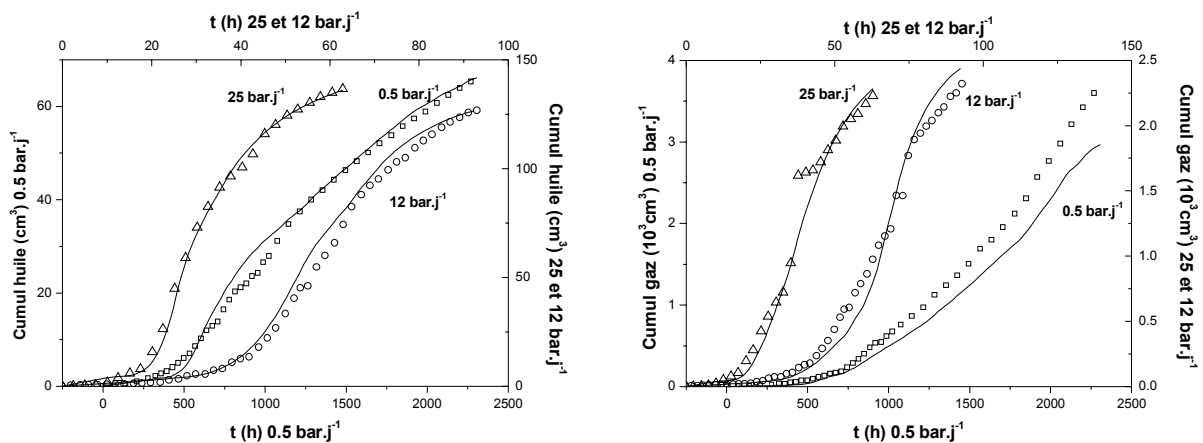 t (h) 25 et 12 bar.j⁻¹
0 20 40 60 80 100
Cumul huile (cm³) 0.5 bar.j⁻¹
60
40
20
0
25 bar.j⁻¹
0.5 bar.j⁻¹
12 bar.j⁻¹
150
100
50
0
Cumul huile (cm³) 25 et 12 bar.j⁻¹
0 500 1000 1500 2000 2500
t (h) 0.5 bar.j⁻¹
t (h) 25 et 12 bar.j⁻¹
0 50 100 150
Cumul gaz (10³cm³) 0.5 bar.j⁻¹
4
3
2
1
0
25 bar.j⁻¹
12 bar.j⁻¹
0.5 bar.j⁻¹
2.5
2.0
1.5
1.0
0.5
0.0
Cumul gaz (10³cm³) 25 et 12 bar.j⁻¹
0 500 1000 1500 2000 2500
t (h) 0.5 bar.j⁻¹